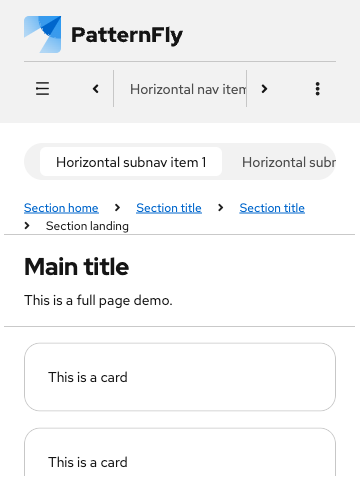 PatternFly
Horizontal nav item
Horizontal subnav item 1 Horizontal subr
Section home Section title Section title
Section landing
Main title
This is a full page demo.
This is a card
This is a card